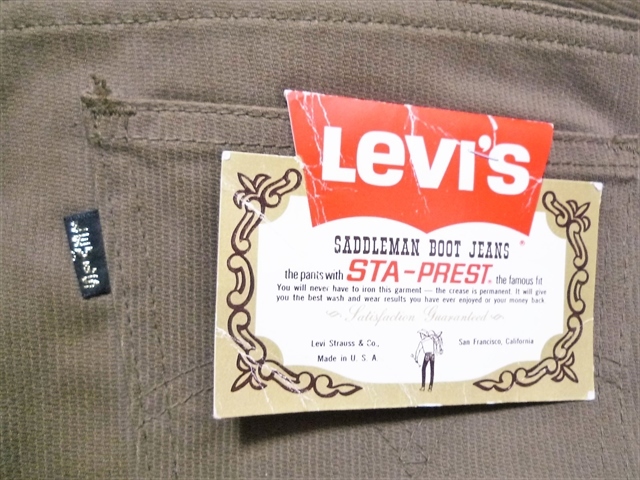 Levi's
SADDLEMAN BOOT JEANS
the pants with STA-PREST® the famous fit
You will never have to iron this garment — the crease is permanent. It will give
you the best wash and wear results you have ever enjoyed or your money back
Satisfaction Guaranteed
Levi Strauss & Co., San Francisco, California
Made in U. S. A.
LEVI'S